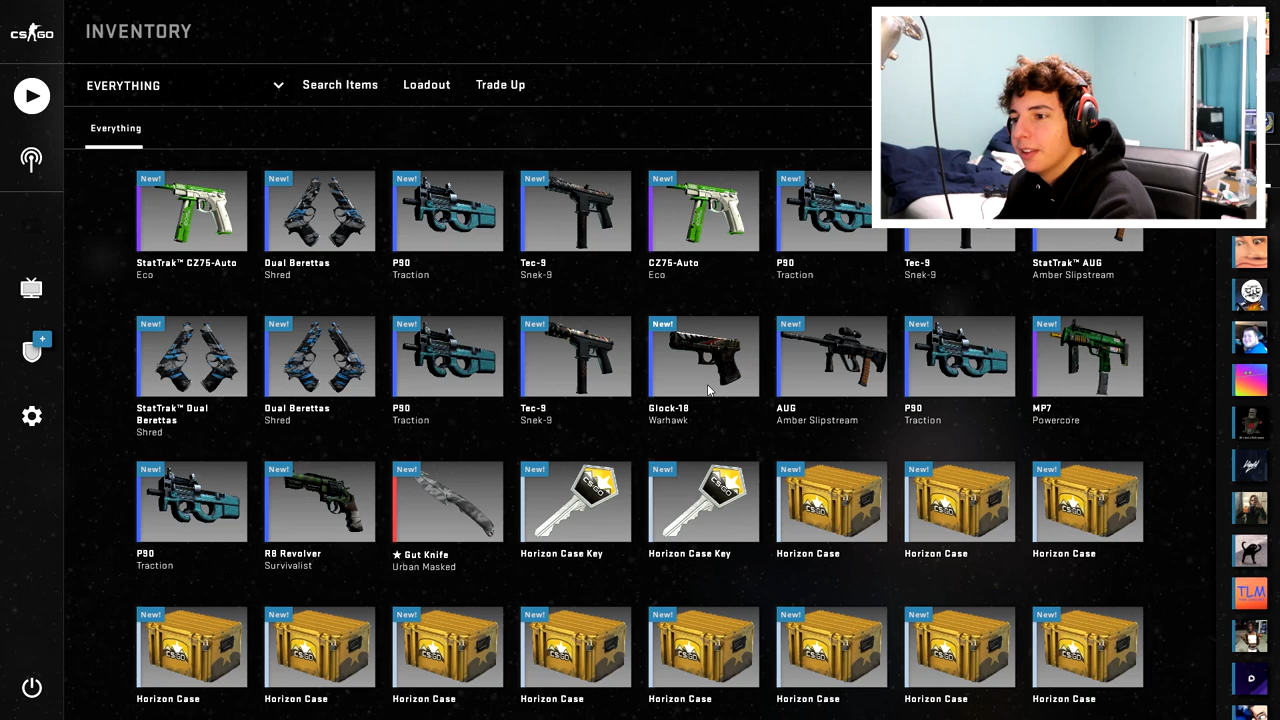 CS GO
INVENTORY
EVERYTHING
Search Items
Loadout
Trade Up
Everything
New! New! New! New! New! New!
StatTrak™ CZ75-Auto
Eco
Dual Berettas
Shred
P90
Traction
Tec-9
Snek-9
CZ75-Auto
Eco
P90
Traction
Tec-9
Snek-9
StatTrak™ AUG
Amber Slipstream
New! New! New! New! New! New! New! New!
StatTrak™ Dual
Berettas
Shred
Dual Berettas
Shred
P90
Traction
Tec-9
Snek-9
Glock-18
Warhawk
AUG
Amber Slipstream
P90
Traction
MP7
Powercore
New! New! New! New! New! New! New! New!
P90
Traction
R8 Revolver
Survivalist
★ Gut Knife
Urban Masked
Horizon Case Key
Horizon Case Key
Horizon Case
Horizon Case
Horizon Case
New! New! New! New! New! New! New! New!
Horizon Case
Horizon Case
Horizon Case
Horizon Case
Horizon Case
Horizon Case
Horizon Case
Horizon Case
TLM